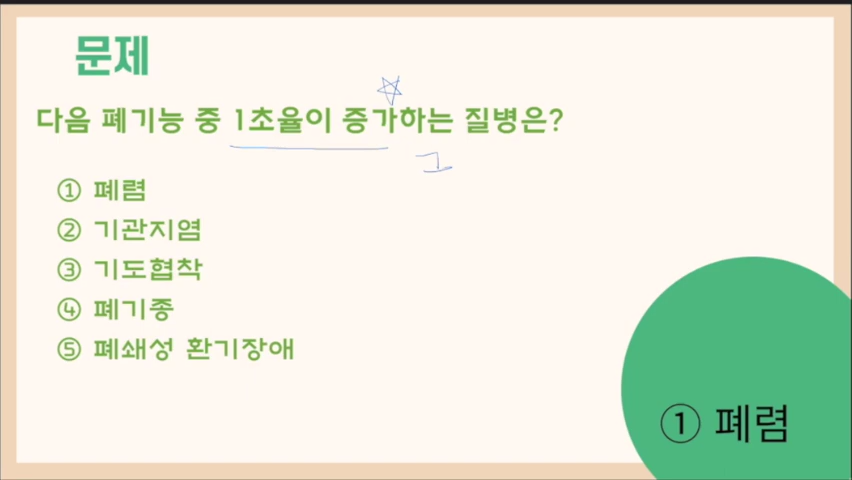 문제
다음 폐기능 중 1초율이 증가하는 질병은?
① 폐렴
② 기관지염
③ 기도협착
④ 폐기종
⑤ 폐쇄성 환기장애
① 폐렴